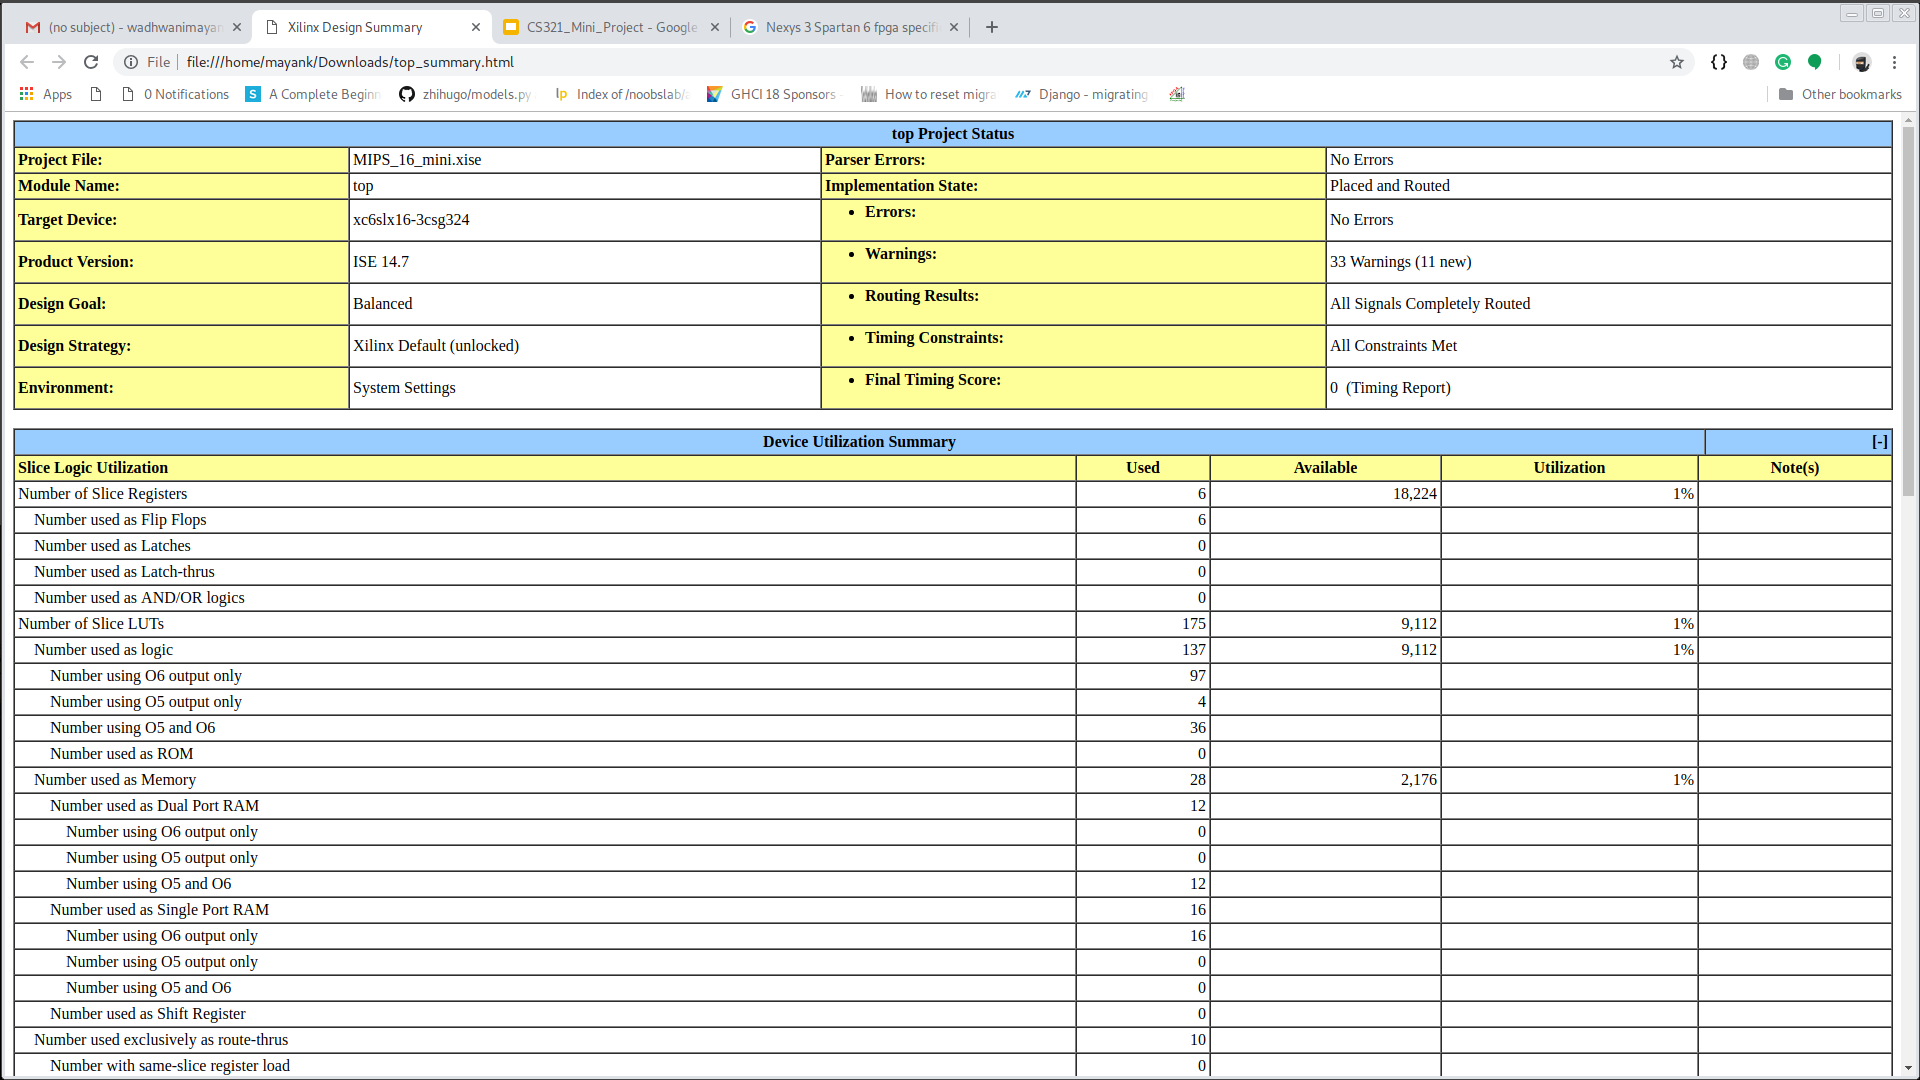 (no subject) - wadhwanimayan
Xilinx Design Summary
CS321_Mini_Project - Google
Nexys 3 Spartan 6 fpga specifi
File file:///home/mayank/Downloads/top_summary.html
Apps 0 Notifications A Complete Beginn zhihugo/models.py Index of /noobslab/a GHCI 18 Sponsors - How to reset migra Django - migrating Other bookmarks
top Project Status
Project File: MIPS_16_mini.xise Parser Errors: No Errors
Module Name: top Implementation State: Placed and Routed
Target Device: xc6slx16-3csg324 • Errors: No Errors
Product Version: ISE 14.7 • Warnings: 33 Warnings (11 new)
Design Goal: Balanced • Routing Results: All Signals Completely Routed
Design Strategy: Xilinx Default (unlocked) • Timing Constraints: All Constraints Met
Environment: System Settings • Final Timing Score: 0 (Timing Report)
Device Utilization Summary [-]
Slice Logic Utilization Used Available Utilization Note(s)
Number of Slice Registers 6 18,224 1%
Number used as Flip Flops 6
Number used as Latches 0
Number used as Latch-thrus 0
Number used as AND/OR logics 0
Number of Slice LUTs 175 9,112 1%
Number used as logic 137 9,112 1%
Number using O6 output only 97
Number using O5 output only 4
Number using O5 and O6 36
Number used as ROM 0
Number used as Memory 28 2,176 1%
Number used as Dual Port RAM 12
Number using O6 output only 0
Number using O5 output only 0
Number using O5 and O6 12
Number used as Single Port RAM 16
Number using O6 output only 16
Number using O5 output only 0
Number using O5 and O6 0
Number used as Shift Register 0
Number used exclusively as route-thrus 10
Number with same-slice register load 0